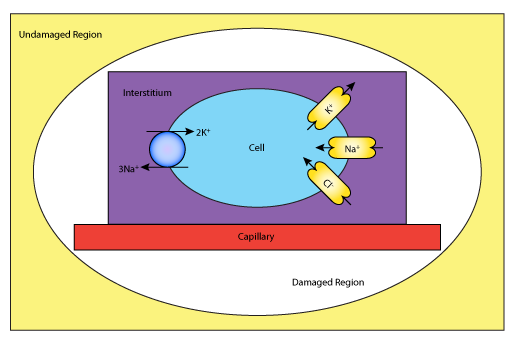 Undamaged Region
Interstitium
K⁺
2K⁺
Cell
Na⁺
3Na⁺
Cl⁻
Capillary
Damaged Region